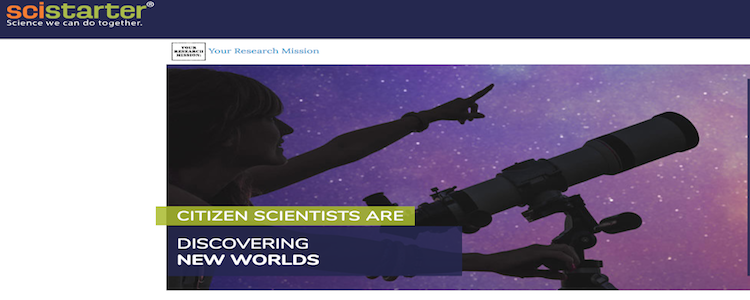 scistarter®
Science we can do together.
YOUR
RESEARCH
MISSION:
Your Research Mission
CITIZEN SCIENTISTS ARE
DISCOVERING
NEW WORLDS